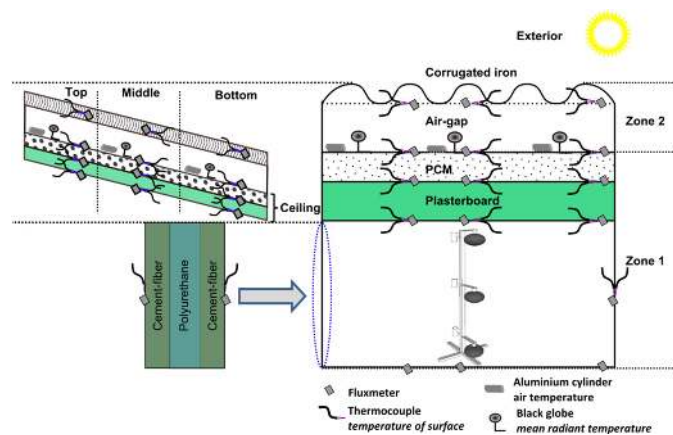 Exterior
Corrugated iron
Top
Middle
Bottom
Air-gap
Zone 2
PCM
Plasterboard
Ceiling
Cement-fiber
Polyurethane
Cement-fiber
Zone 1
Fluxmeter
Thermocouple
temperature of surface
Aluminium cylinder
air temperature
Black globe
mean radiant temperature